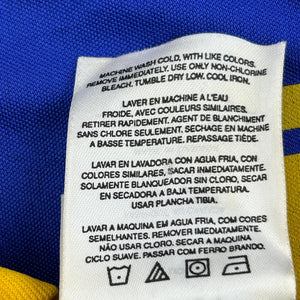 MACHINE WASH COLD, WITH LIKE COLORS.
REMOVE IMMEDIATELY, USE ONLY NON-CHLORINE
BLEACH. TUMBLE DRY LOW. COOL IRON.
LAVER EN MACHINE A L'EAU
FROIDE, AVEC COULEURS SIMILAIRES.
RETIRER RAPIDEMENT. AGENT DE BLANCHIMENT
SANS CHLORE SEULEMENT. SECHAGE EN MACHINE
A BASSE TEMPERATURE. REPASSAGE TIÈDE.
LAVAR EN LAVADORA CON AGUA FRIA, CON
COLORES SIMILARES, SACAR INMEDIATAMENTE.
SOLAMENTE BLANQUEADOR SIN CLORO. SECAR
EN SECADORA A BAJA TEMPERATURA.
USAR PLANCHA TIBIA.
LAVAR A MAQUINA EM AGUA FRIA, COM CORES
SEMELHANTES. REMOVER IMEDIATAMENTE.
NÃO USAR CLORO. SECAR A MAQUINA
CICLO SUAVE. PASSAR COM FERRO BRANDO.